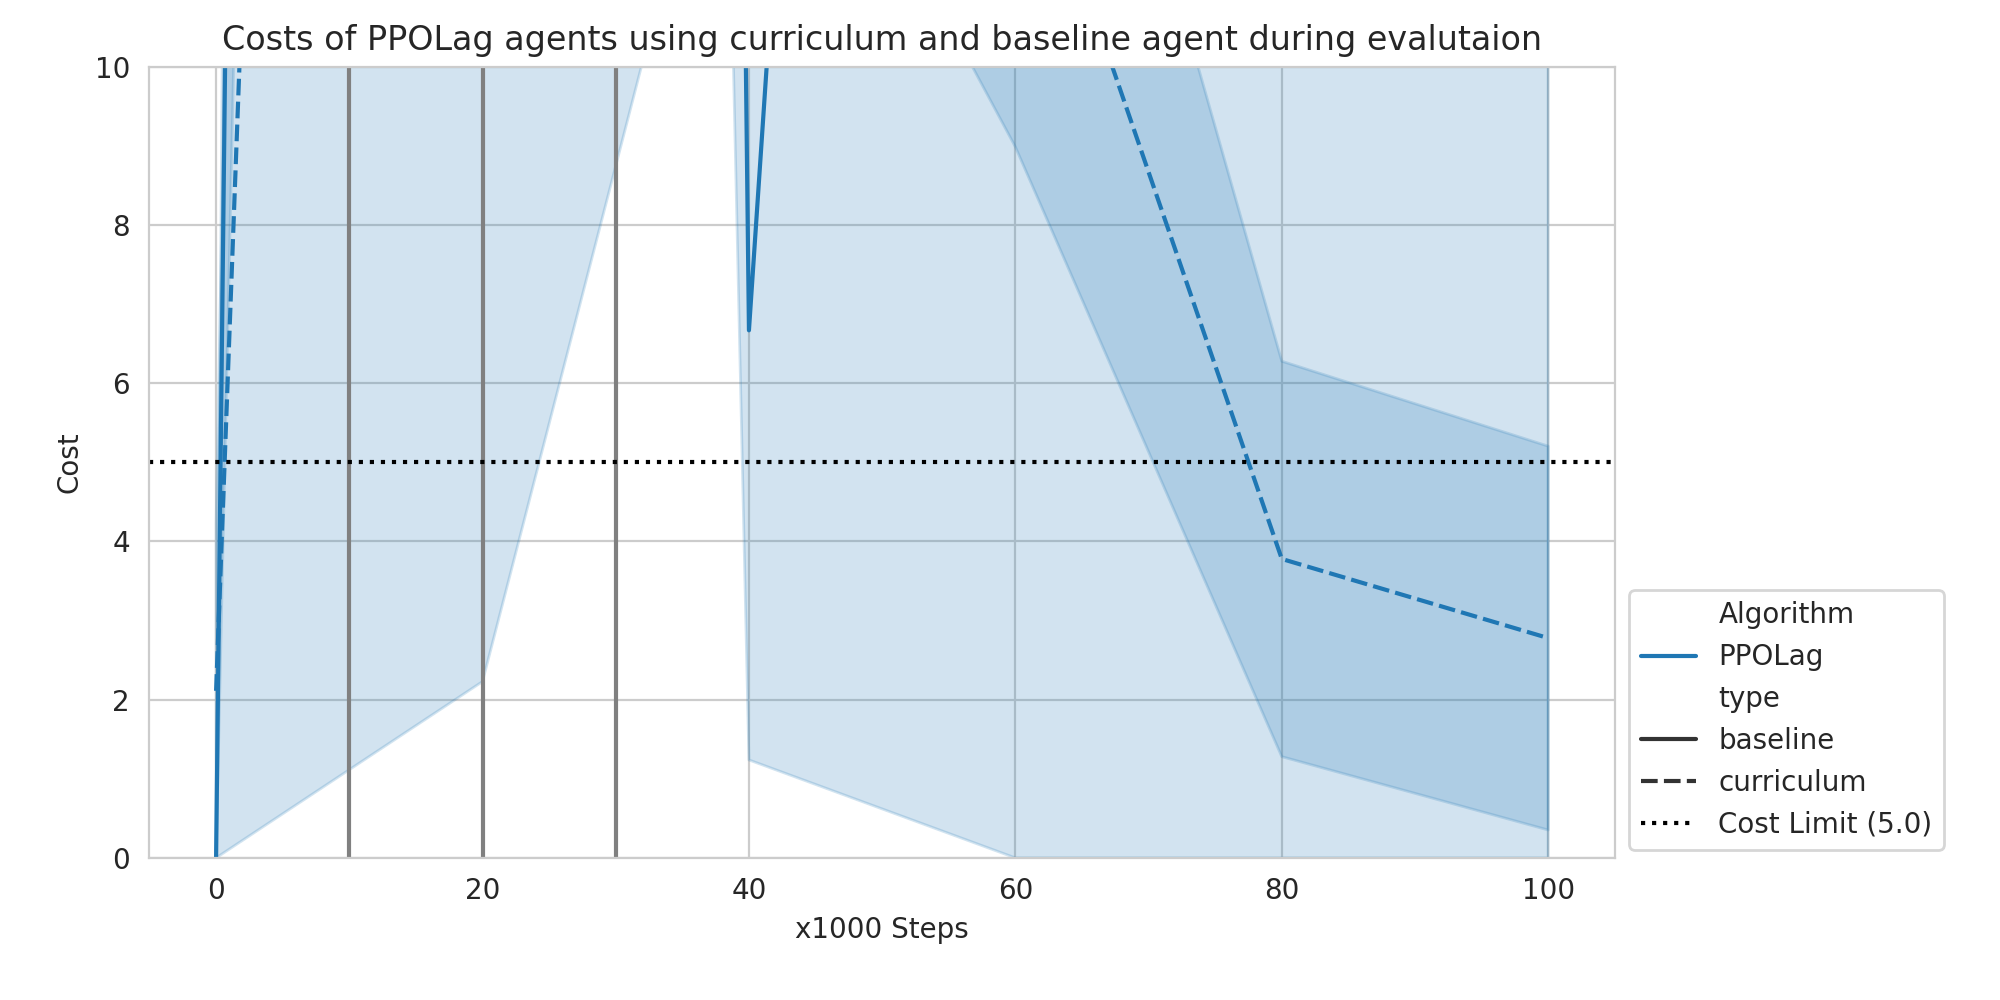 Costs of PPOLag agents using curriculum and baseline agent during evalutaion
10
8
6
4
2
0
Cost
0 20 40 60 80 100
x1000 Steps
Algorithm
PPOLag
type
baseline
curriculum
Cost Limit (5.0)